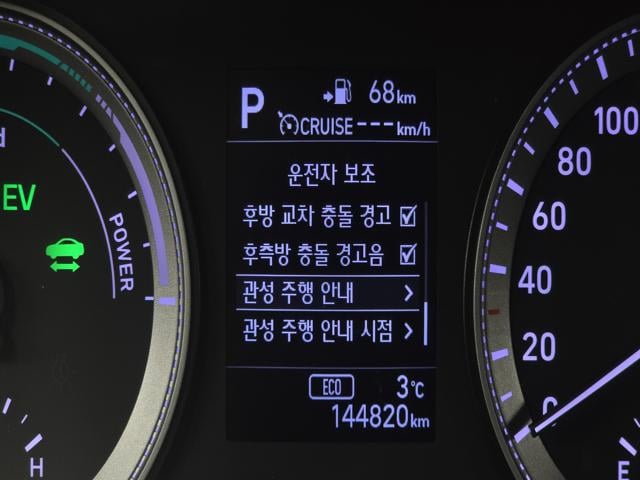 P
68km
CRUISE ---km/h
운전자 보조
후방 교차 충돌 경고
후측방 충돌 경고음
관성 주행 안내
관성 주행 안내 시점
ECO
3℃
144820km
EV
POWER
H
100
80
60
40
20
0
E